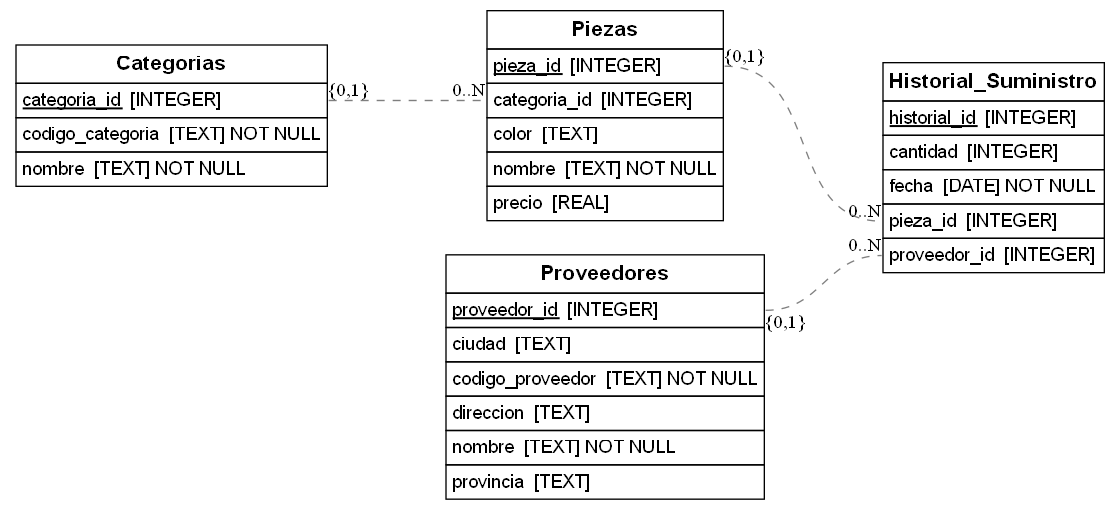 Categorias
categoria_id [INTEGER]
codigo_categoria [TEXT] NOT NULL
nombre [TEXT] NOT NULL
{0,1}
0..N
Piezas
pieza_id [INTEGER]
categoria_id [INTEGER]
color [TEXT]
nombre [TEXT] NOT NULL
precio [REAL]
{0,1}
0..N
Historial_Suministro
historial_id [INTEGER]
cantidad [INTEGER]
fecha [DATE] NOT NULL
pieza_id [INTEGER]
proveedor_id [INTEGER]
0..N
{0,1}
Proveedores
proveedor_id [INTEGER]
ciudad [TEXT]
codigo_proveedor [TEXT] NOT NULL
direccion [TEXT]
nombre [TEXT] NOT NULL
provincia [TEXT]